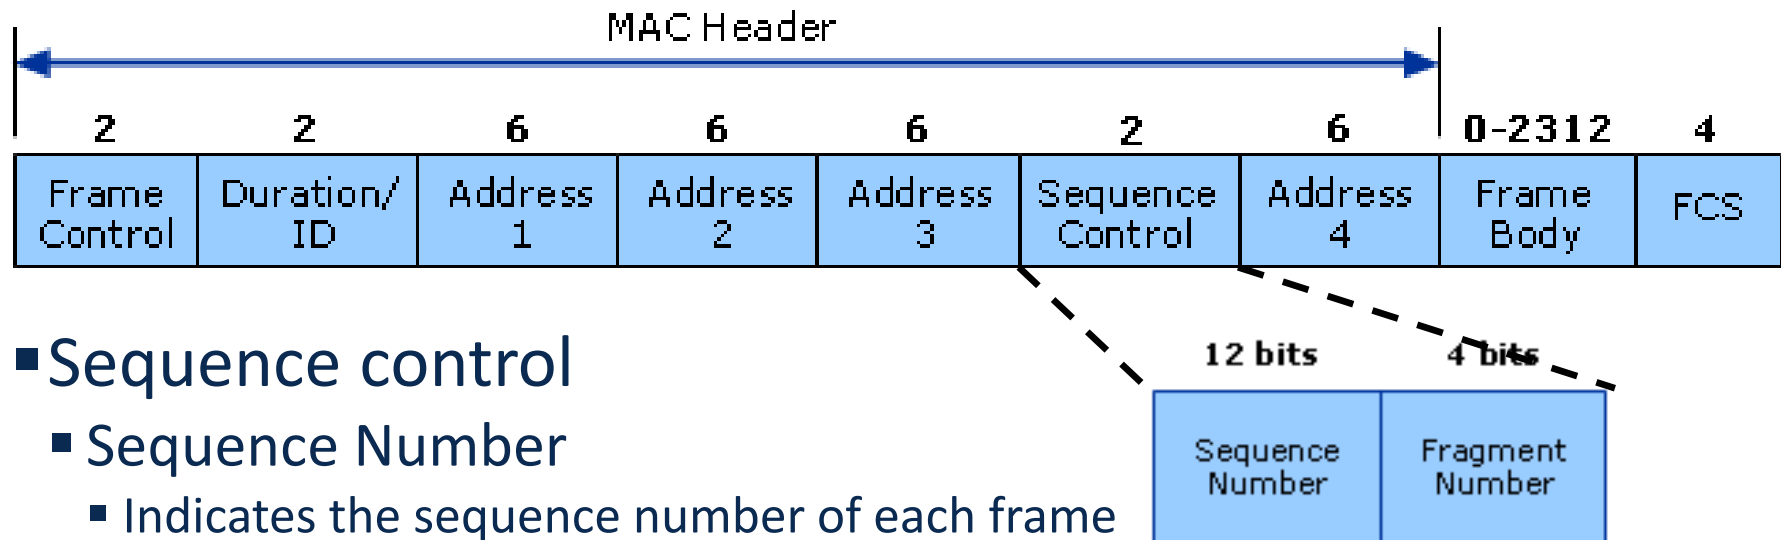 MAC Header
2 2 6 6 6 2 6 0-2312 4
Frame Control Duration/ ID Address 1 Address 2 Address 3 Sequence Control Address 4 Frame Body FCS
▪Sequence control
12 bits 4 bits
▪ Sequence Number
Sequence Number Fragment Number
▪ Indicates the sequence number of each frame